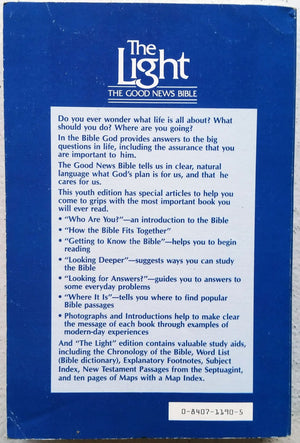 The
Light
THE GOOD NEWS BIBLE
Do you ever wonder what life is all about? What
should you do? Where are you going?
In the Bible God provides answers to the big
questions in life, including the assurance that you
are important to him.
The Good News Bible tells us in clear, natural
language what God's plan is for us, and that he
cares for us.
This youth edition has special articles to help you
come to grips with the most important book you
will ever read.
• "Who Are You?"—an introduction to the Bible
• "How the Bible Fits Together"
• "Getting to Know the Bible"—helps you to begin
reading
• "Looking Deeper"—suggests ways you can study
the Bible
• "Looking for Answers?"—guides you to answers to
some everyday problems
• "Where It Is"—tells you where to find popular
Bible passages
• Photographs and Introductions help to make clear
the message of each book through examples of
modern-day experiences
And "The Light" edition contains valuable study aids,
including the Chronology of the Bible, Word List
(Bible dictionary), Explanatory Footnotes, Subject
Index, New Testament Passages from the Septuagint,
and ten pages of Maps with a Map Index.
0-8407-1190-5